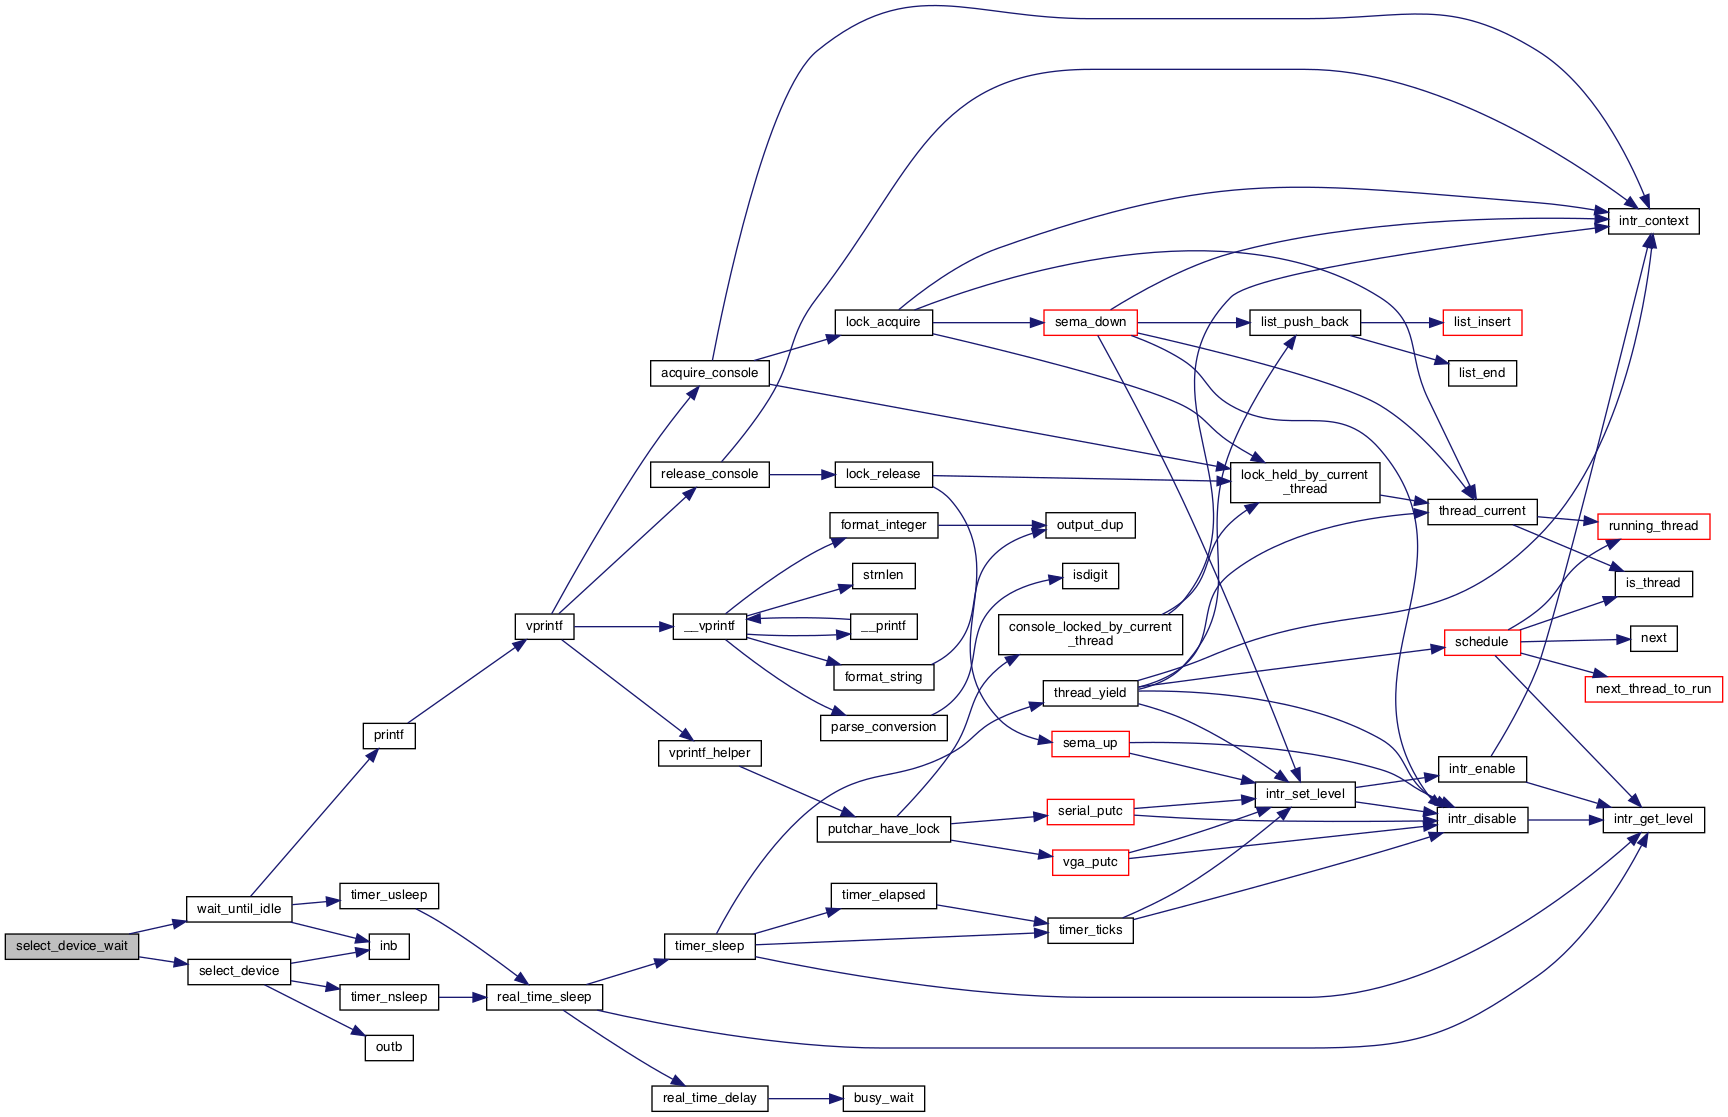 intr_context
lock_acquire
sema_down
list_push_back
list_insert
acquire_console
list_end
release_console
lock_release
lock_held_by_current
_thread
thread_current
format_integer
output_dup
running_thread
strnlen
isdigit
is_thread
vprintf
__vprintf
__printf
console_locked_by_current
_thread
schedule
next
format_string
thread_yield
next_thread_to_run
printf
parse_conversion
vprintf_helper
sema_up
intr_enable
intr_set_level
putchar_have_lock
serial_putc
intr_disable
intr_get_level
vga_putc
timer_usleep
timer_elapsed
wait_until_idle
timer_ticks
select_device_wait
inb
timer_sleep
select_device
timer_nsleep
real_time_sleep
outb
real_time_delay
busy_wait